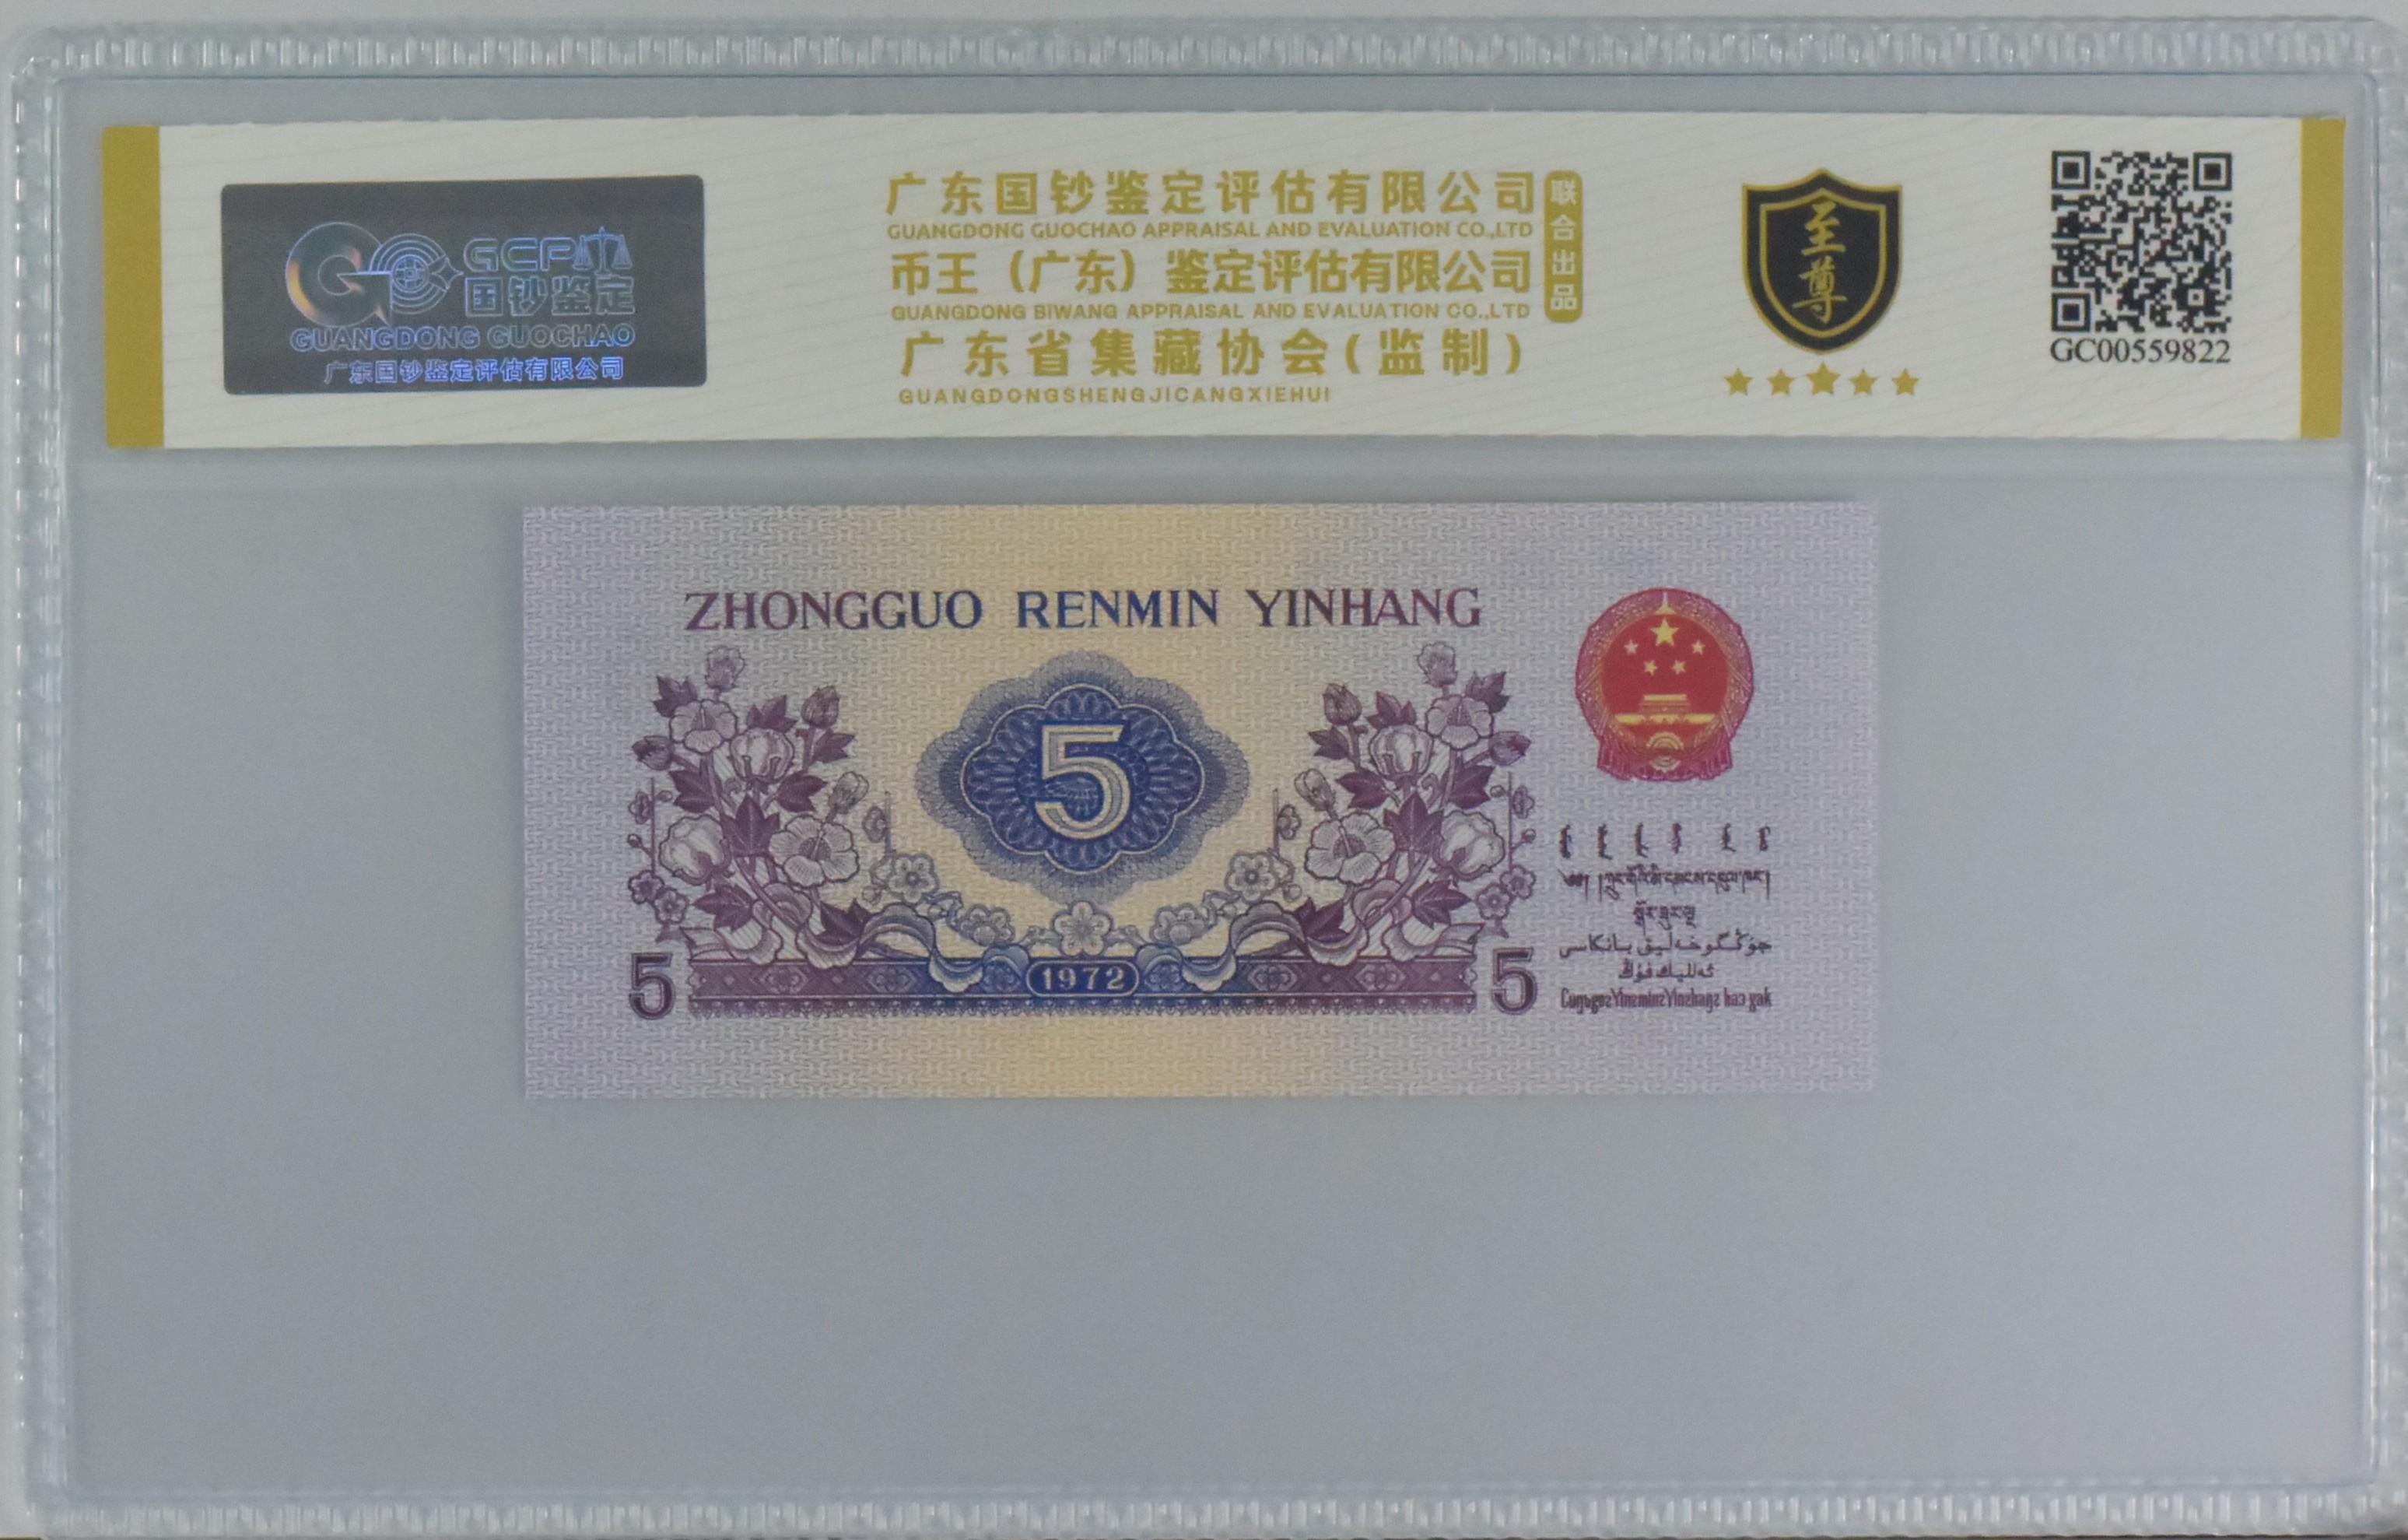 GCP
国钞鉴定
GUANGDONG GUOCHAO
广东国钞鉴定评估有限公司
广东国钞鉴定评估有限公司
GUANGDONG GUOCHAO APPRAISAL AND EVALUATION CO.,LTD
币王（广东）鉴定评估有限公司
GUANGDONG BIWANG APPRAISAL AND EVALUATION CO.,LTD
广东省集藏协会(监制)
GUANGDONGSHENGJICANGXIEHUI
联合出品
至尊
GC00559822
ZHONGGUO RENMIN YINHANG
5
1972
5
5
جۇڭگو خەلىق بانكاسى